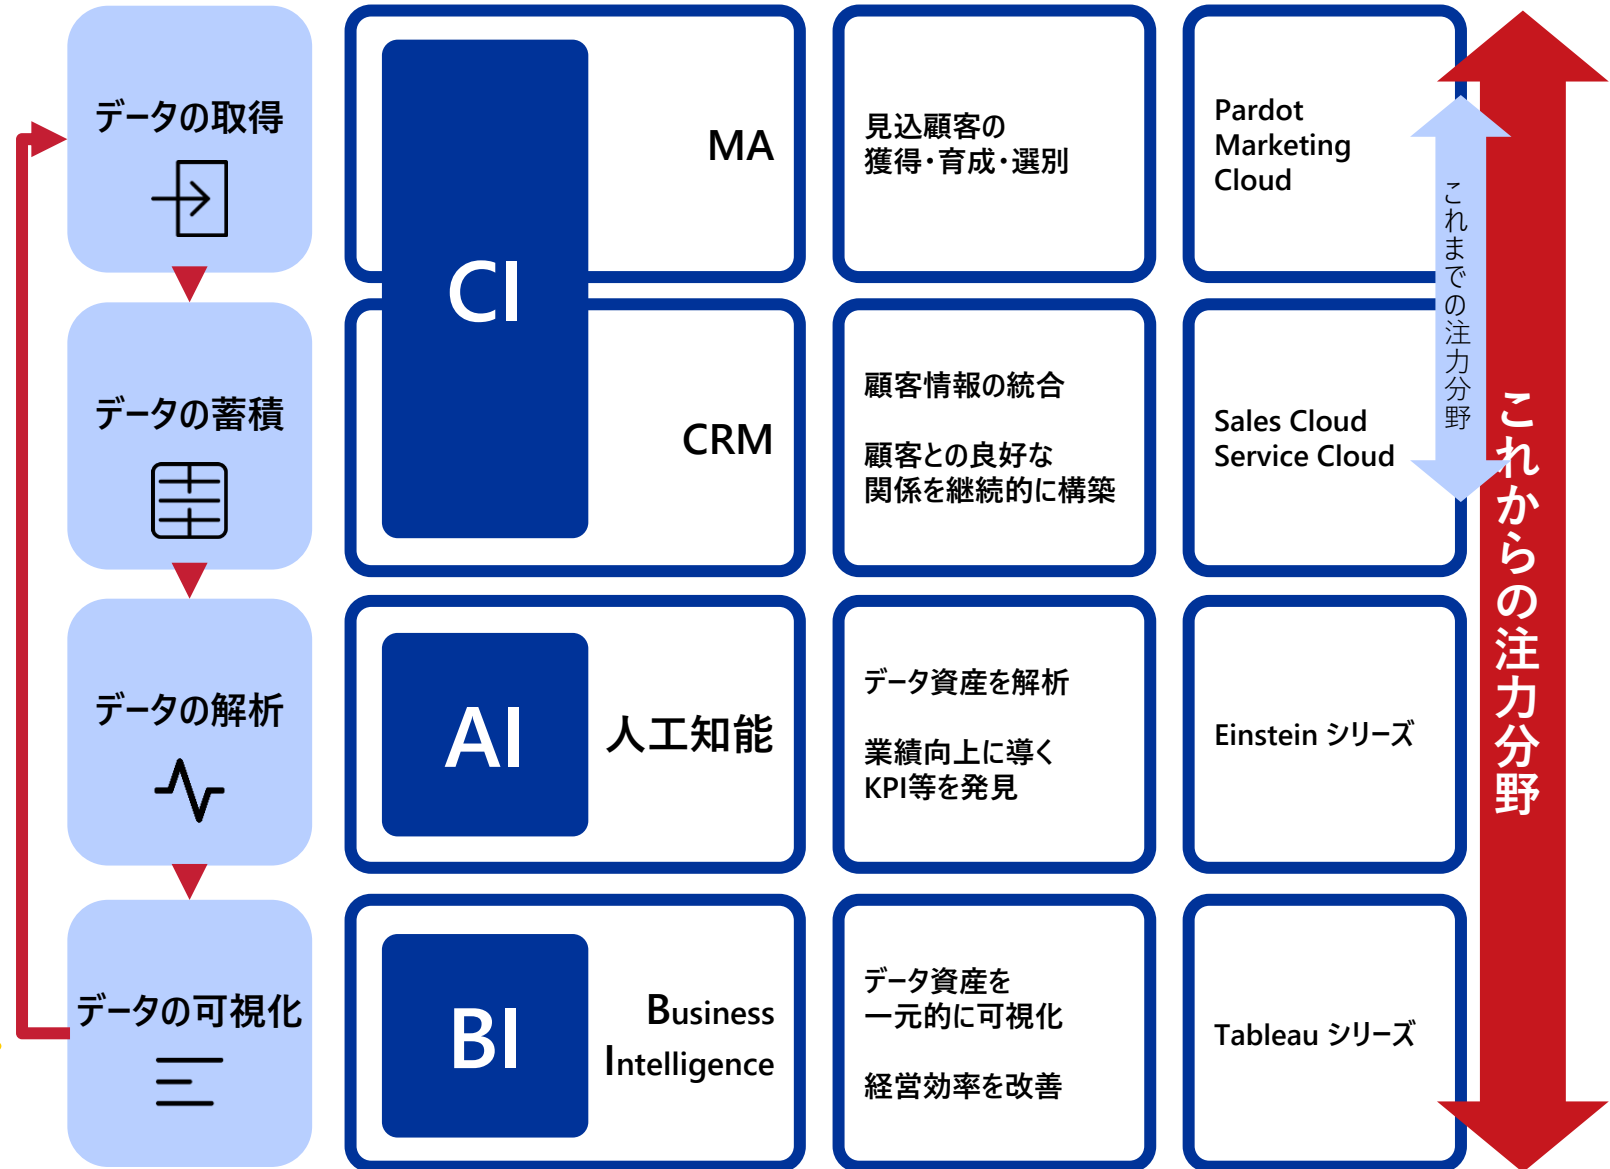 データの取得
CI
MA
見込顧客の
獲得・育成・選別
Pardot
Marketing
Cloud
データの蓄積
CRM
顧客情報の統合
顧客との良好な
関係を継続的に構築
Sales Cloud
Service Cloud
データの解析
AI
人工知能
データ資産を解析
業績向上に導く
KPI等を発見
Einstein シリーズ
データの可視化
BI
Business
Intelligence
データ資産を
一元的に可視化
経営効率を改善
Tableau シリーズ
これまでの注力分野
これからの注力分野